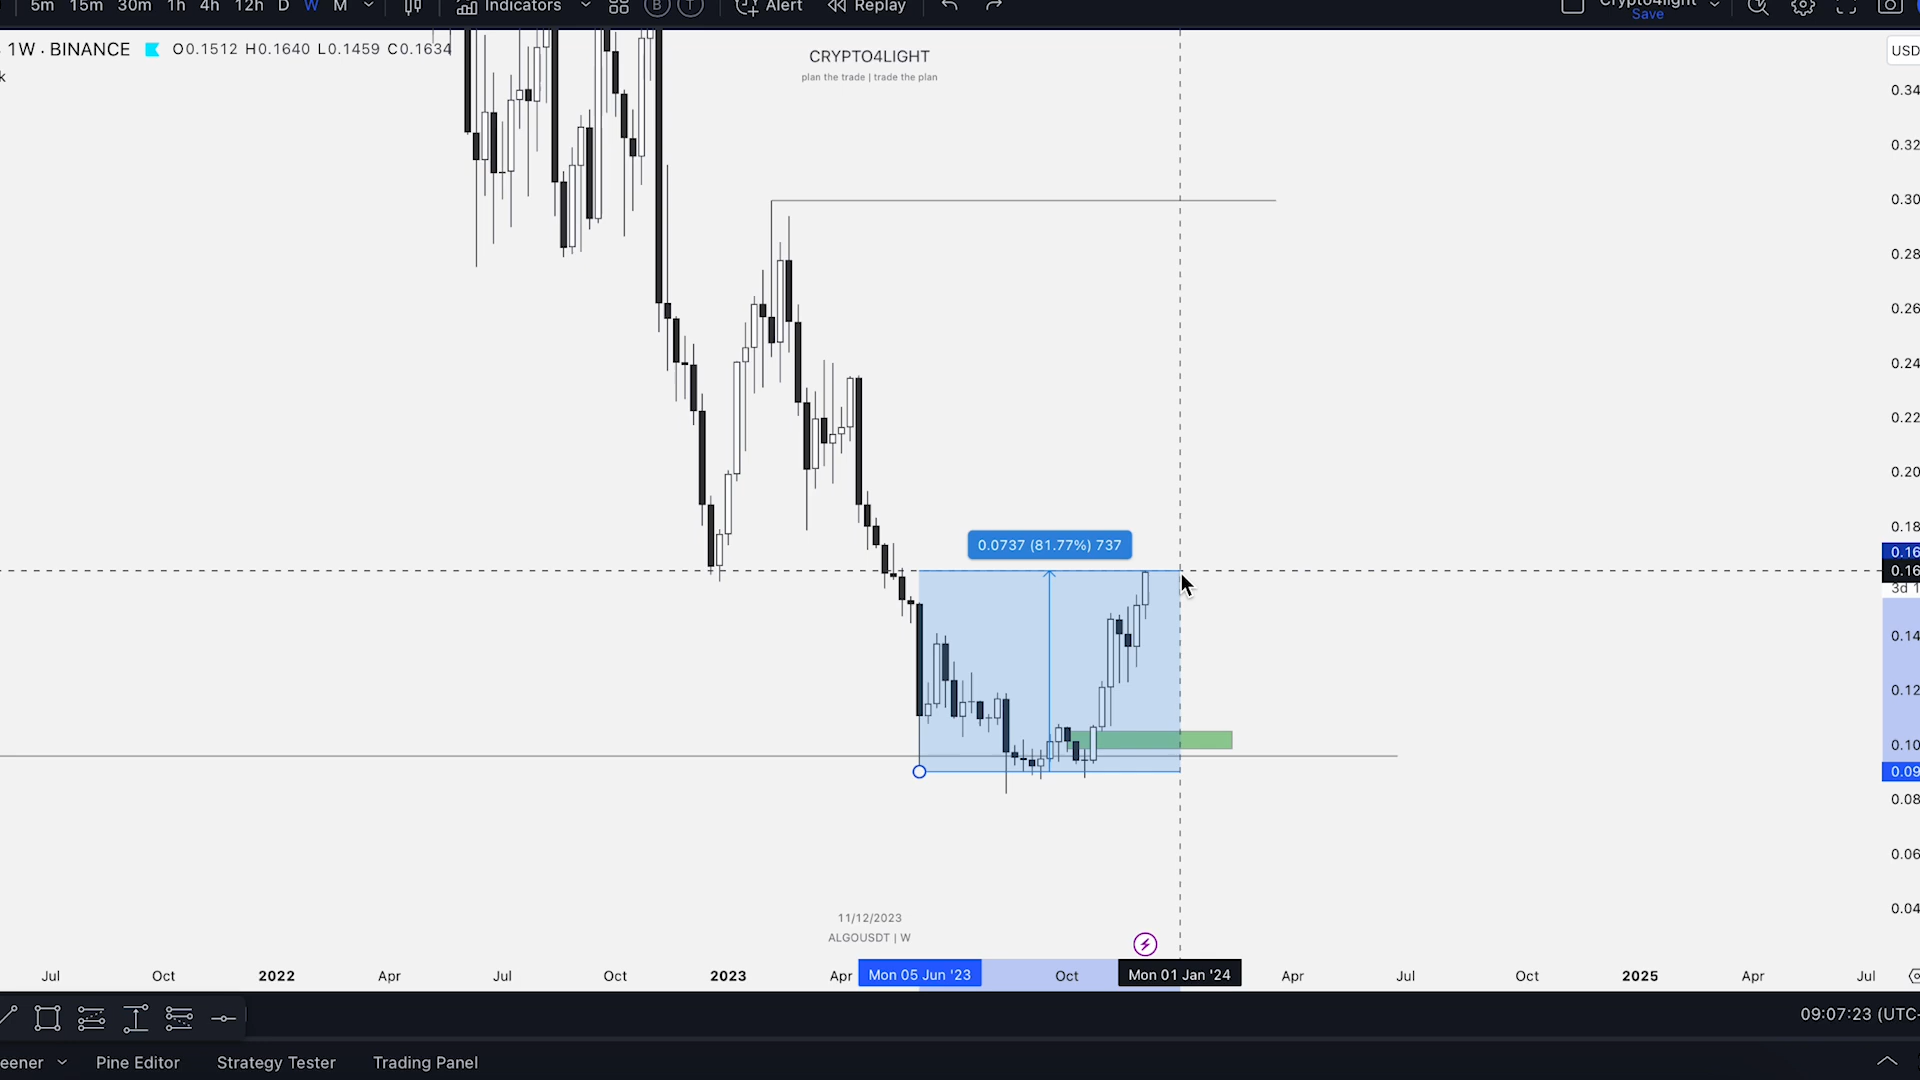 5m 15m 30m 1h 4h 12h D W M Indicators B T Alert Replay
Save
1W · BINANCE O0.1512 H0.1640 L0.1459 C0.1634
k
CRYPTO4LIGHT
plan the trade | trade the plan
USD
0.34
0.32
0.30
0.28
0.26
0.24
0.22
0.20
0.18
0.16
0.16
3d 1
0.14
0.12
0.10
0.09
0.08
0.06
0.04
0.0737 (81.77%) 737
11/12/2023
ALGOUSDT | W
Jul Oct 2022 Apr Jul Oct 2023 Apr Mon 05 Jun '23 Oct Mon 01 Jan '24 Apr Jul Oct 2025 Apr Jul
09:07:23 (UTC-
eener Pine Editor Strategy Tester Trading Panel